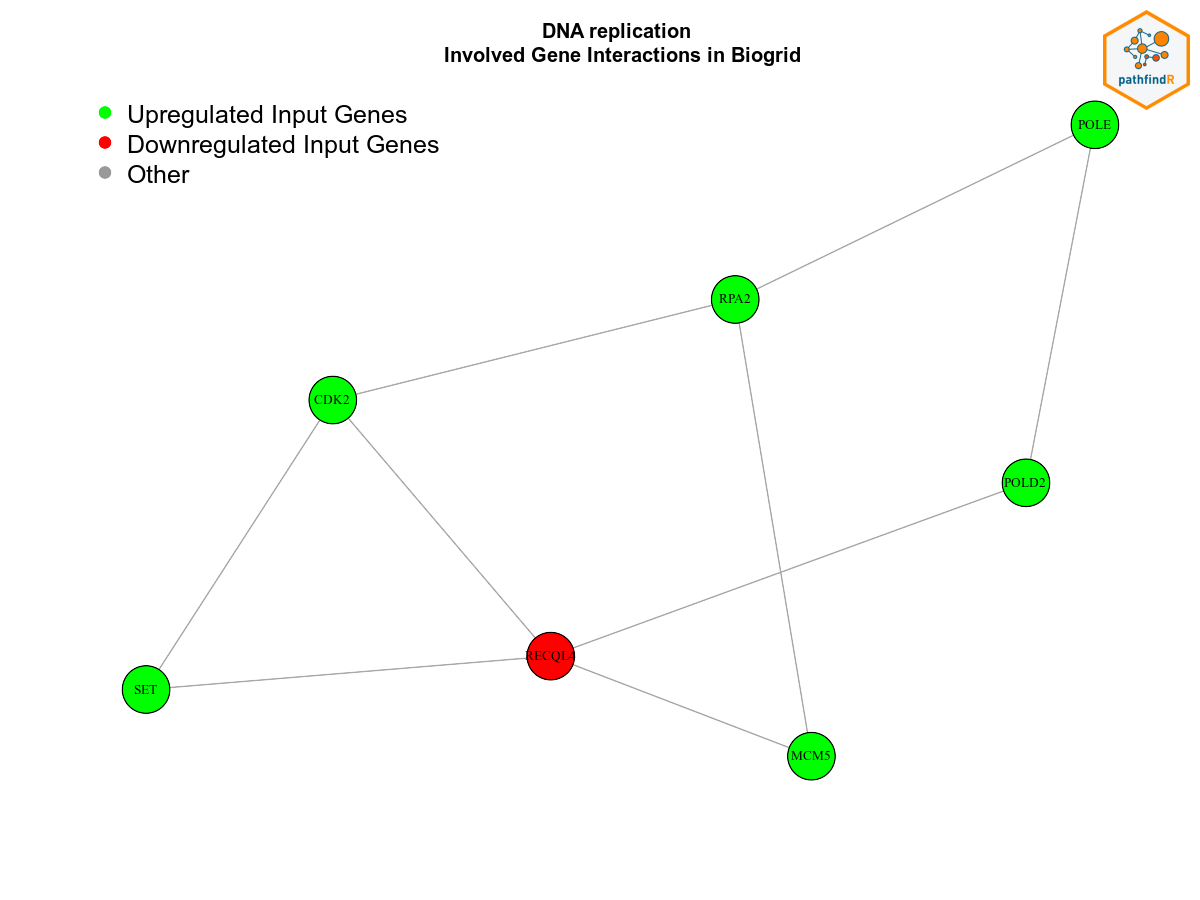 DNA replication
Involved Gene Interactions in Biogrid
pathfindR
Upregulated Input Genes
Downregulated Input Genes
Other
POLE
RPA2
CDK2
POLD2
RECQL4
SET
MCM5